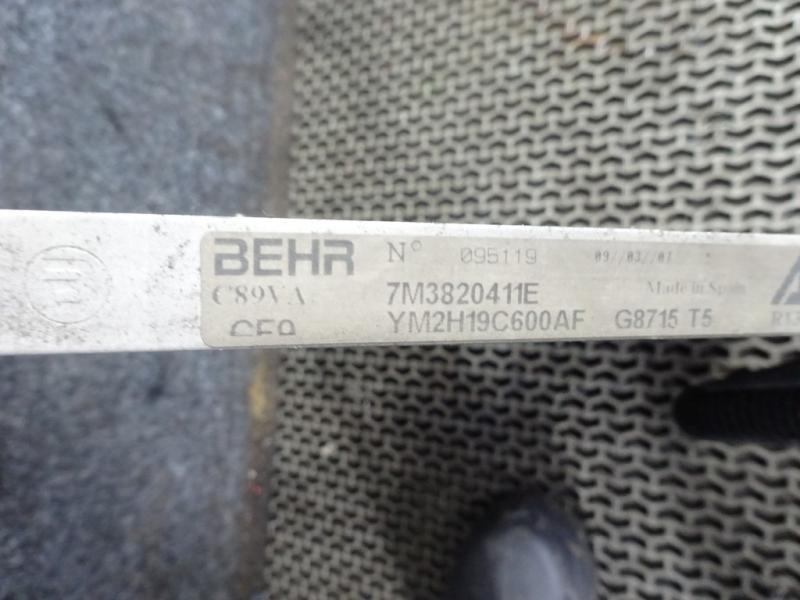 BEHR N° 095119 09//03//01
C89VA 7M3820411E Made in Spain
YM2H19C600AF G8715 T5